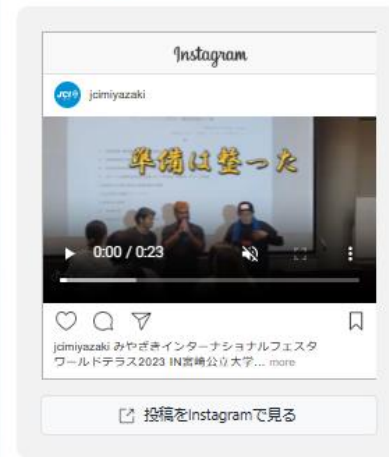 Instagram
JCI
jcimiyazaki
準備は整った
0:00 / 0:23
jcimiyazaki みやざきインターナショナルフェスタ
ワールドテラス2023 IN宮崎公立大学... more
投稿をInstagramで見る